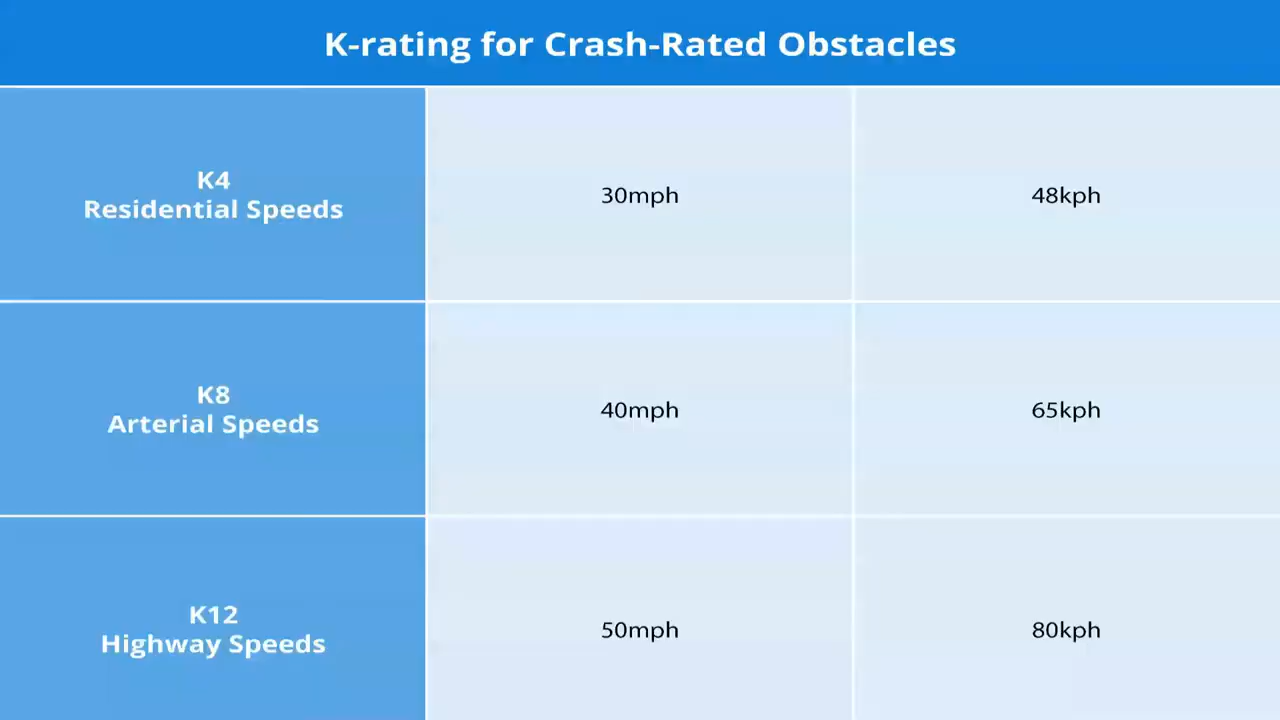 K-rating for Crash-Rated Obstacles
K4
Residential Speeds
30mph
48kph
K8
Arterial Speeds
40mph
65kph
K12
Highway Speeds
50mph
80kph